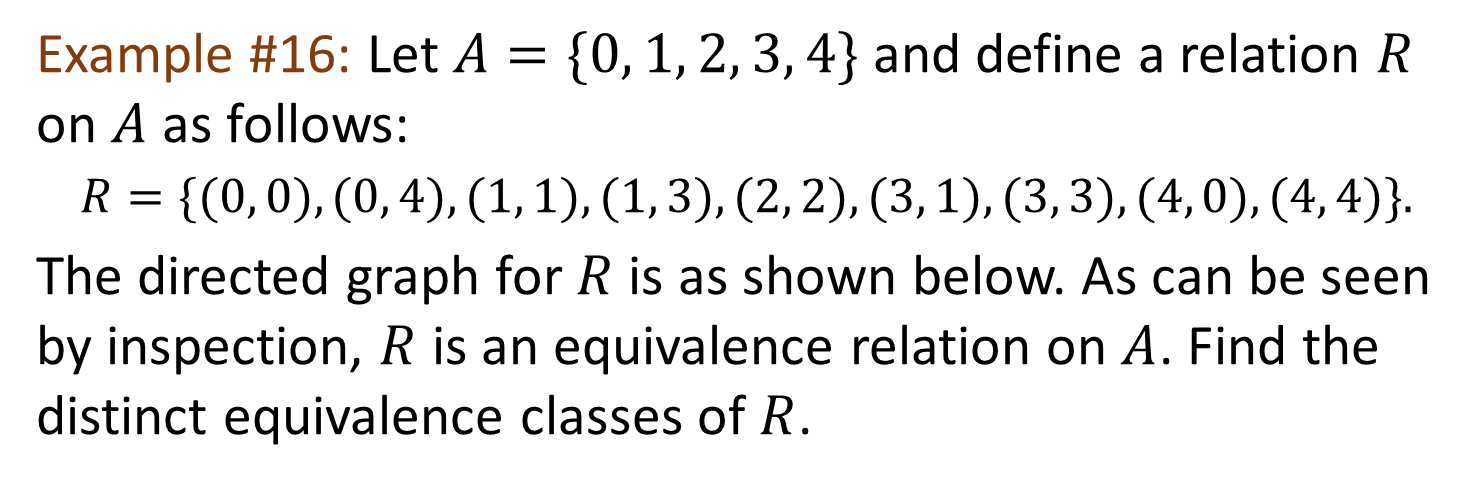 Example #16: Let A = {0, 1, 2, 3, 4} and define a relation R
on A as follows:
R = {(0, 0), (0, 4), (1, 1), (1, 3), (2, 2), (3, 1), (3, 3), (4, 0), (4, 4)}.
The directed graph for R is as shown below. As can be seen
by inspection, R is an equivalence relation on A. Find the
distinct equivalence classes of R.